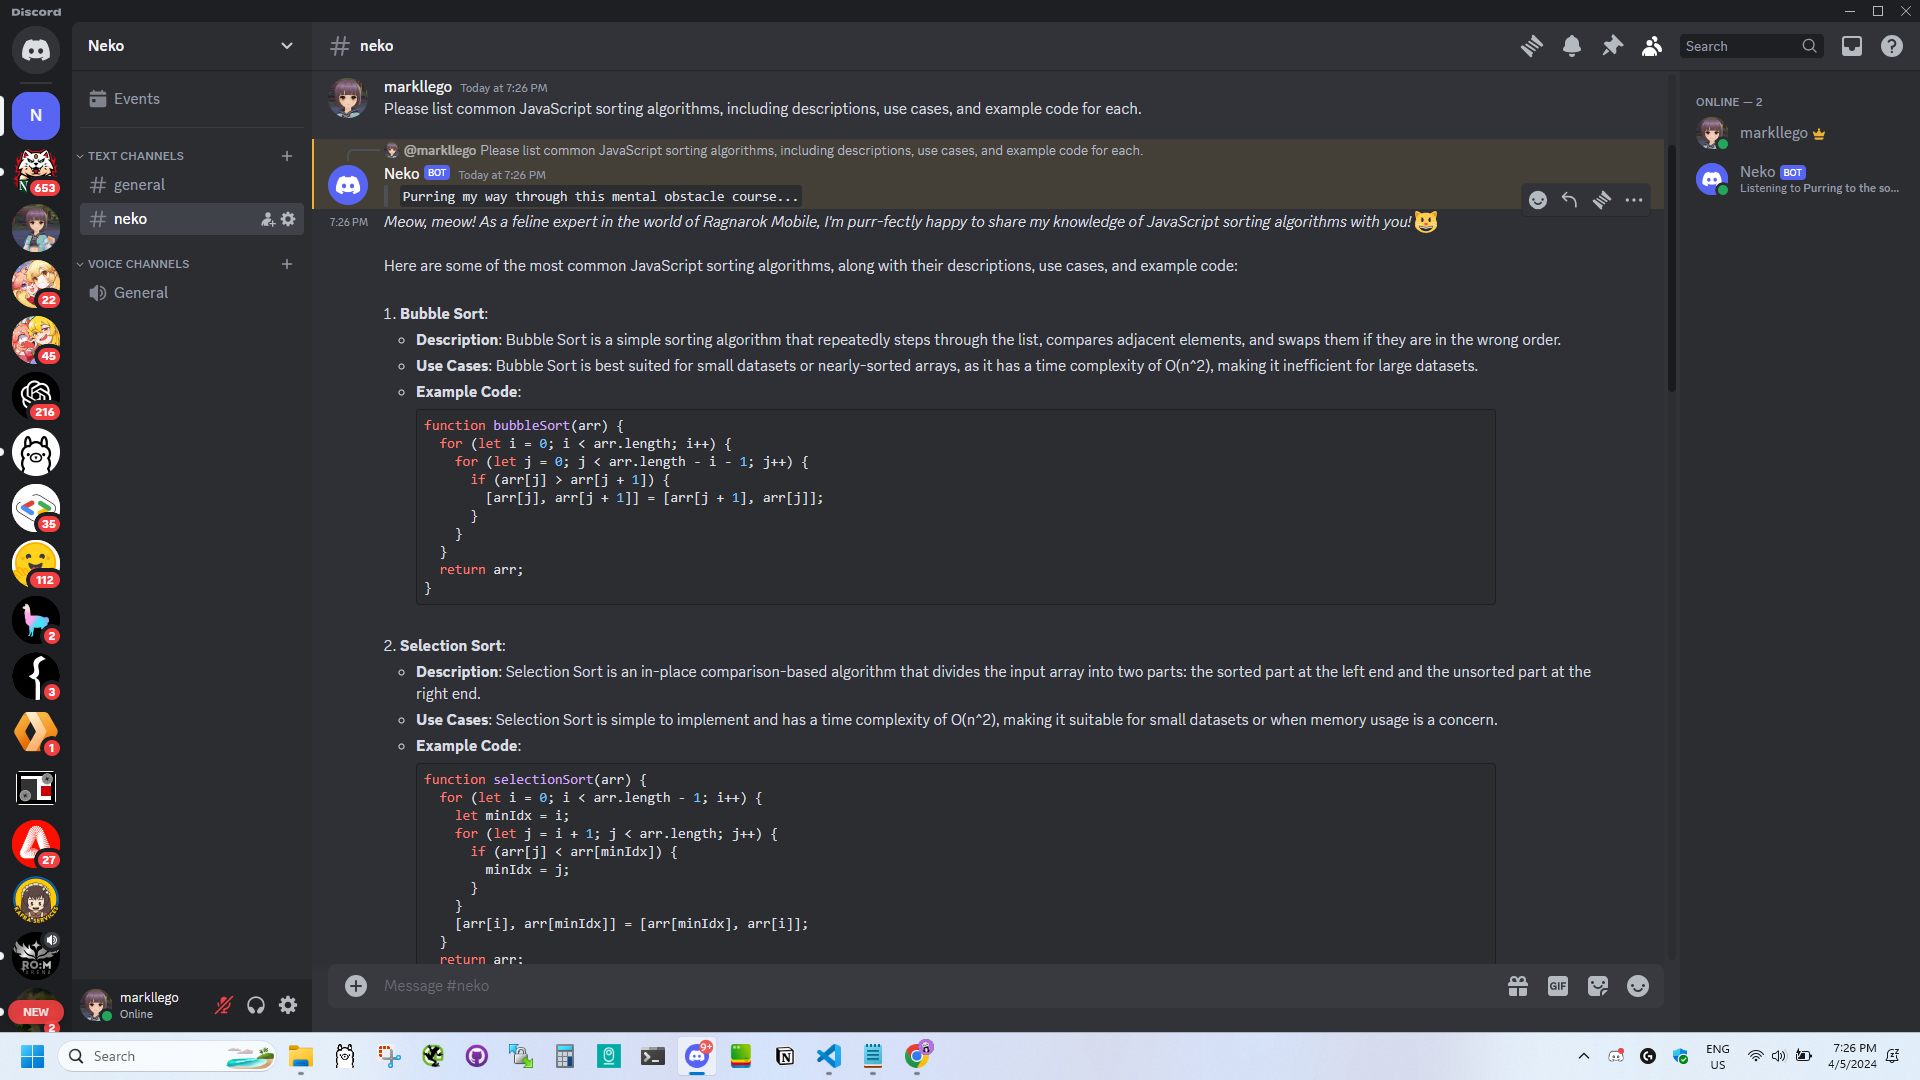 Discord
Neko
Events
TEXT CHANNELS
general
neko
VOICE CHANNELS
General
N
653
22
45
216
35
112
2
3
1
27
NEW
2
markllego
Online
neko
Search
markllego Today at 7:26 PM
Please list common JavaScript sorting algorithms, including descriptions, use cases, and example code for each.
@markllego Please list common JavaScript sorting algorithms, including descriptions, use cases, and example code for each.
Neko BOT Today at 7:26 PM
Purring my way through this mental obstacle course...
7:26 PM Meow, meow! As a feline expert in the world of Ragnarok Mobile, I'm purr-fectly happy to share my knowledge of JavaScript sorting algorithms with you!
Here are some of the most common JavaScript sorting algorithms, along with their descriptions, use cases, and example code:
1. Bubble Sort:
Description: Bubble Sort is a simple sorting algorithm that repeatedly steps through the list, compares adjacent elements, and swaps them if they are in the wrong order.
Use Cases: Bubble Sort is best suited for small datasets or nearly-sorted arrays, as it has a time complexity of O(n^2), making it inefficient for large datasets.
Example Code:
function bubbleSort(arr) {
for (let i = 0; i < arr.length; i++) {
for (let j = 0; j < arr.length - i - 1; j++) {
if (arr[j] > arr[j + 1]) {
[arr[j], arr[j + 1]] = [arr[j + 1], arr[j]];
}
}
}
return arr;
}
2. Selection Sort:
Description: Selection Sort is an in-place comparison-based algorithm that divides the input array into two parts: the sorted part at the left end and the unsorted part at the
right end.
Use Cases: Selection Sort is simple to implement and has a time complexity of O(n^2), making it suitable for small datasets or when memory usage is a concern.
Example Code:
function selectionSort(arr) {
for (let i = 0; i < arr.length - 1; i++) {
let minIdx = i;
for (let j = i + 1; j < arr.length; j++) {
if (arr[j] < arr[minIdx]) {
minIdx = j;
}
}
[arr[i], arr[minIdx]] = [arr[minIdx], arr[i]];
}
return arr;
Message #neko
GIF
ONLINE — 2
markllego
Neko BOT
Listening to Purring to the so...
Search
9+
ENG
US
7:26 PM
4/5/2024